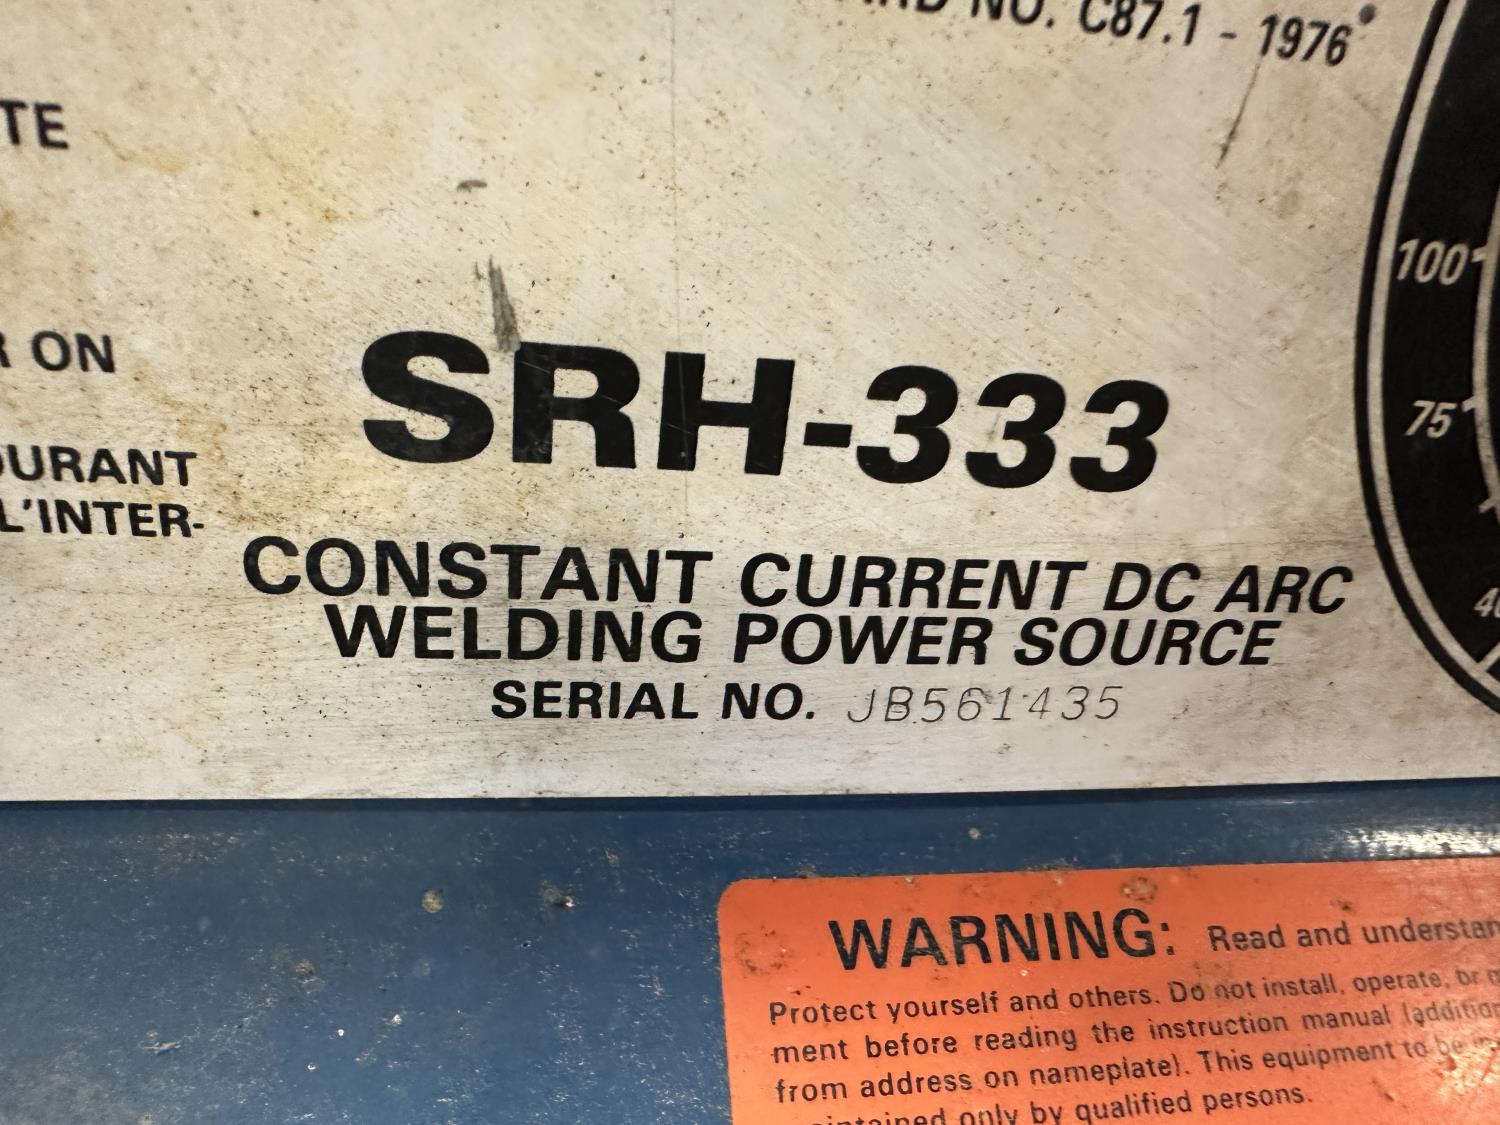 NO. C87.1 - 1976
TE
100
ON
75
SRH-333
L'INTER-
CONSTANT CURRENT DC ARC
WELDING POWER SOURCE
SERIAL NO. JB561435
WARNING: Read and
Protect yourself and others. Do not install, operate, or
ment before reading the instruction manual
from address on nameplate). This equipment to be
only by qualified persons.